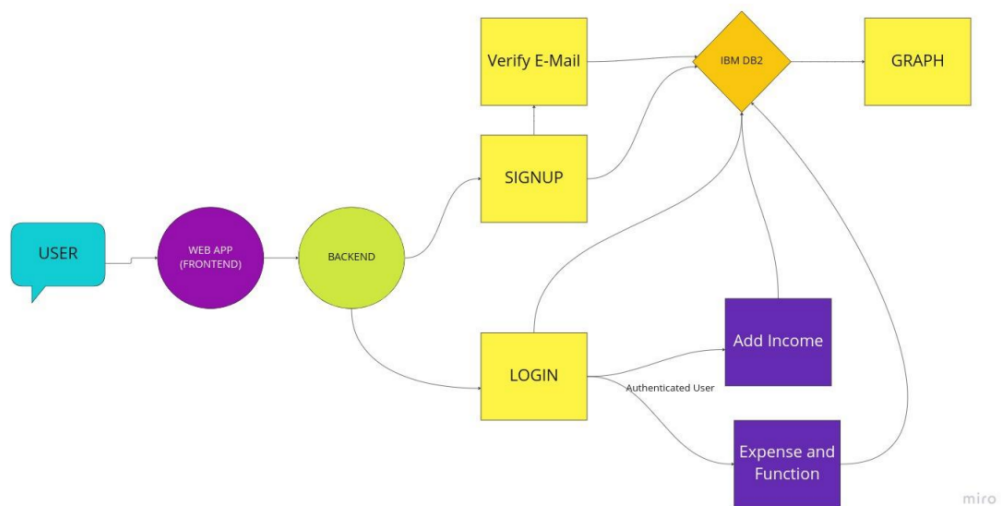 Verify E-Mail
IBM DB2
GRAPH
SIGNUP
USER
WEB APP
(FRONTEND)
BACKEND
LOGIN
Add Income
Authenticated User
Expense and
Function
miro